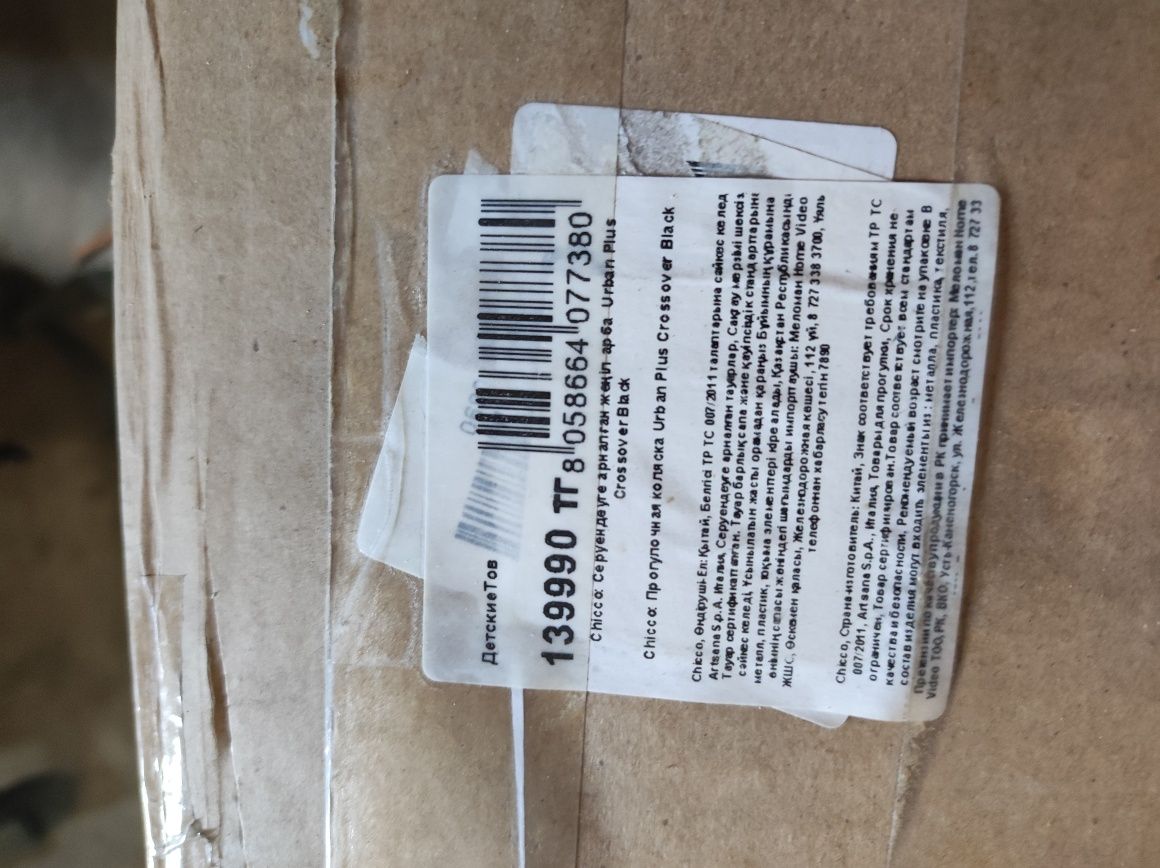 ДетскиеТов
139990 тг
8 058664 077380
Chicco: Серуендеуге арналған жеңіл арба Urban Plus
Crossover Black
Chicco: Прогулочная коляска Urban Plus Crossover Black
Chicco, Өндіруші-Ел: Қытай, Белгісі ТР ТС 007/2011 талаптарына сәйкес келед
Artsana S.p.A. Италия, Серуендеуге арналған тауарлар, Сақтау мерзімі шексіз
Тауар сертификатталған. Тауар барлық сапа және қауіпсіздік стандарттарын
сәйкес келеді, Ұсынылатын жасты орамадан қараңыз Бұйымның құрамына
металл, пластик, тоқыма элементтері кіре алады, Қазақстан Республикасында
өнімнің сапасы жөніндегі шағымдарды импорттаушы: Меломан Home Video
ЖШС, Өскемен қаласы, Железнодорожная көшесі, 112 үй, 8 727 338 3700, Ұялы
телефоннан хабарласу тегін 7890
Chicco, Страна-изготовитель: Китай, Знак соответствует требованиям ТР ТС
007/2011, Artsana S.p.A., Италия, Товары для прогулки, Срок хранения не-
ограничен, Товар сертифицирован.Товар соответствует всем стандартам
качества и безопасности, Рекомендуемый возраст смотрите на упаковке В
состав изделия могут входить элементы из : металла, пластика, текстиля,
Претензии по качеству продукции в РК принимает импортер: Меломан Home
Video ТОО, РК, ВКО, Усть-Каменогорск, ул. Железнодорожная,112,тел.8 727 33